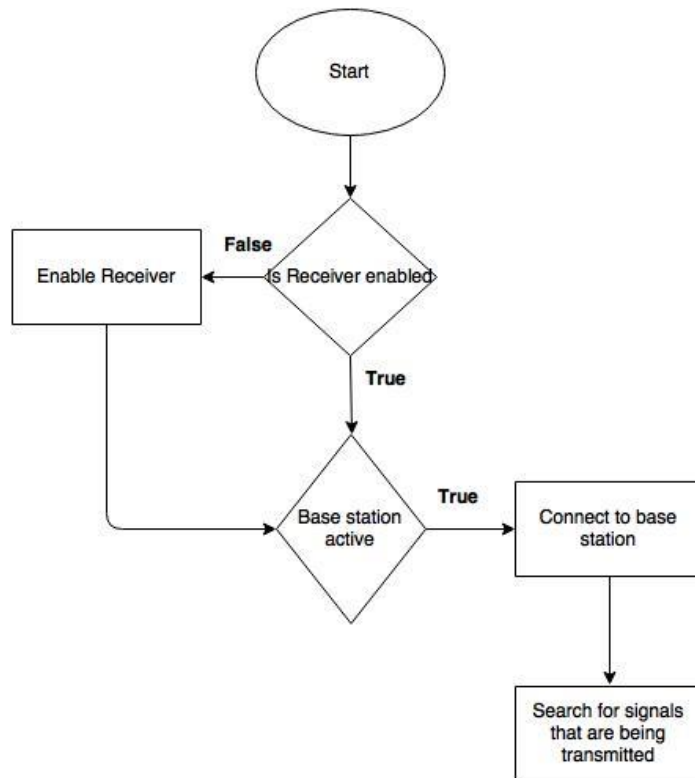 Start
False
Enable Receiver
Is Receiver enabled
True
Base station
active
True
Connect to base
station
Search for signals
that are being
transmitted